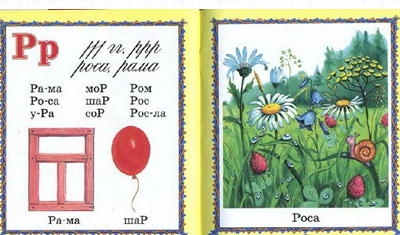 Рр
ррр
роса, рама
Ра-ма моР Ром
Ро-са шаР Рос
у-Ра соР Рос-ла
Ра-ма шаР
Роса